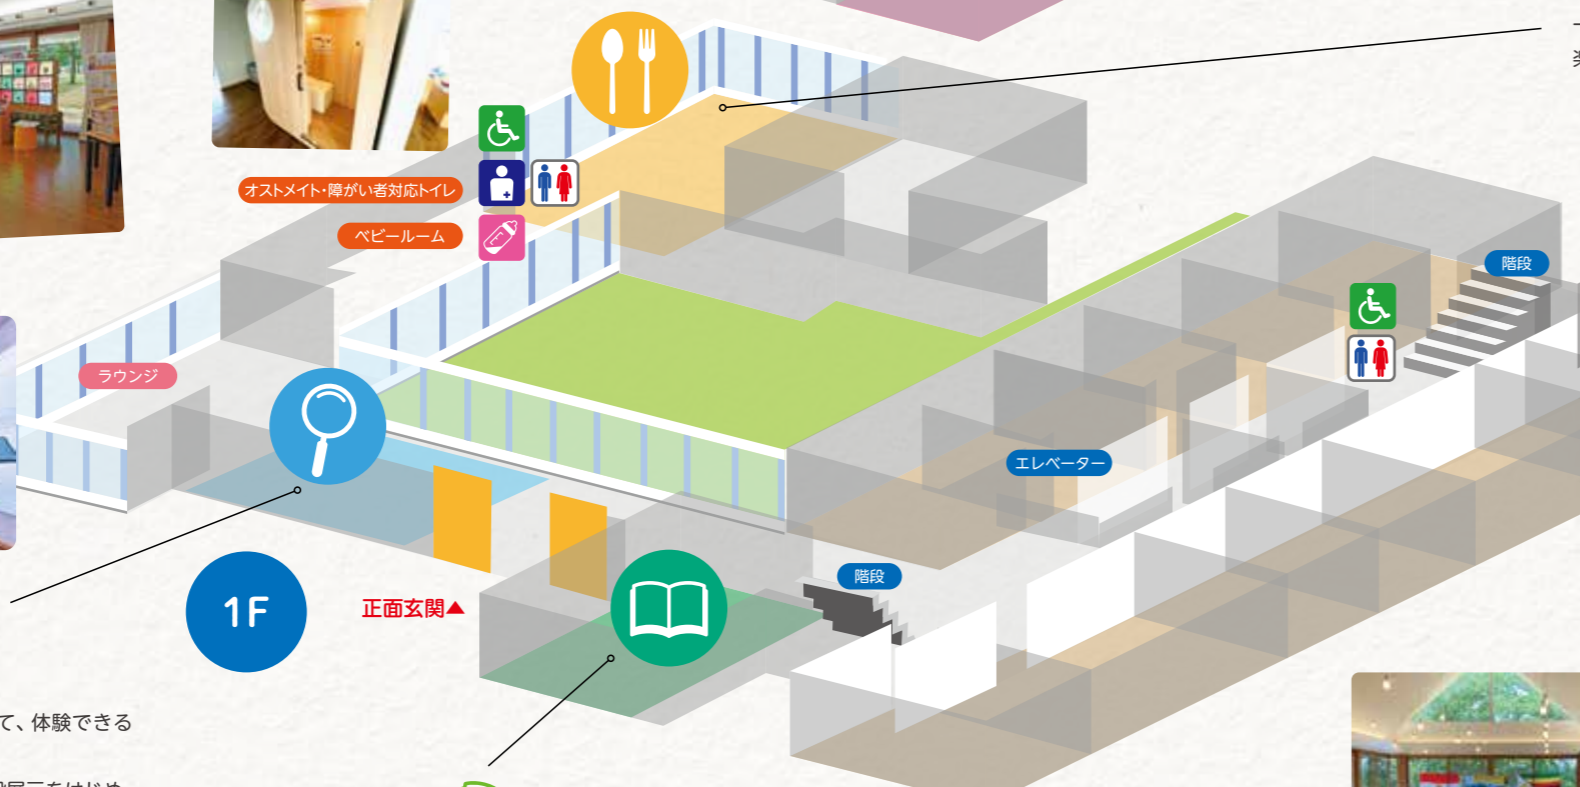 オストメイト・障がい者対応トイレ
ベビールーム
階段
ラウンジ
エレベーター
階段
1F
正面玄関▲
て、体験できる